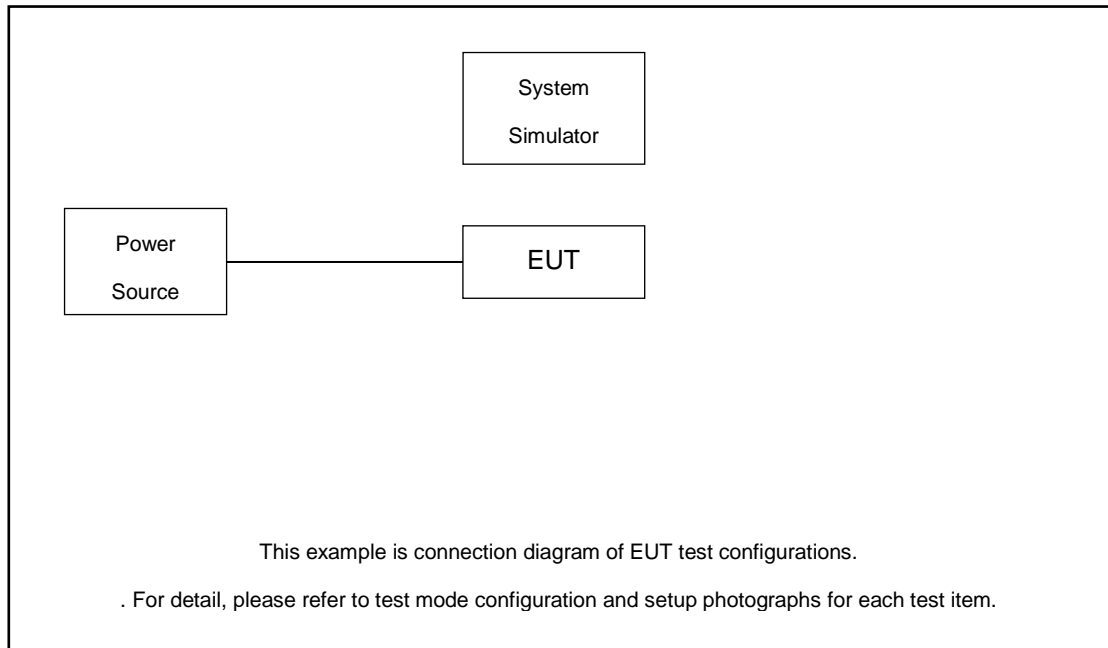 System
Simulator
Power
Source
EUT
This example is connection diagram of EUT test configurations.
. For detail, please refer to test mode configuration and setup photographs for each test item.